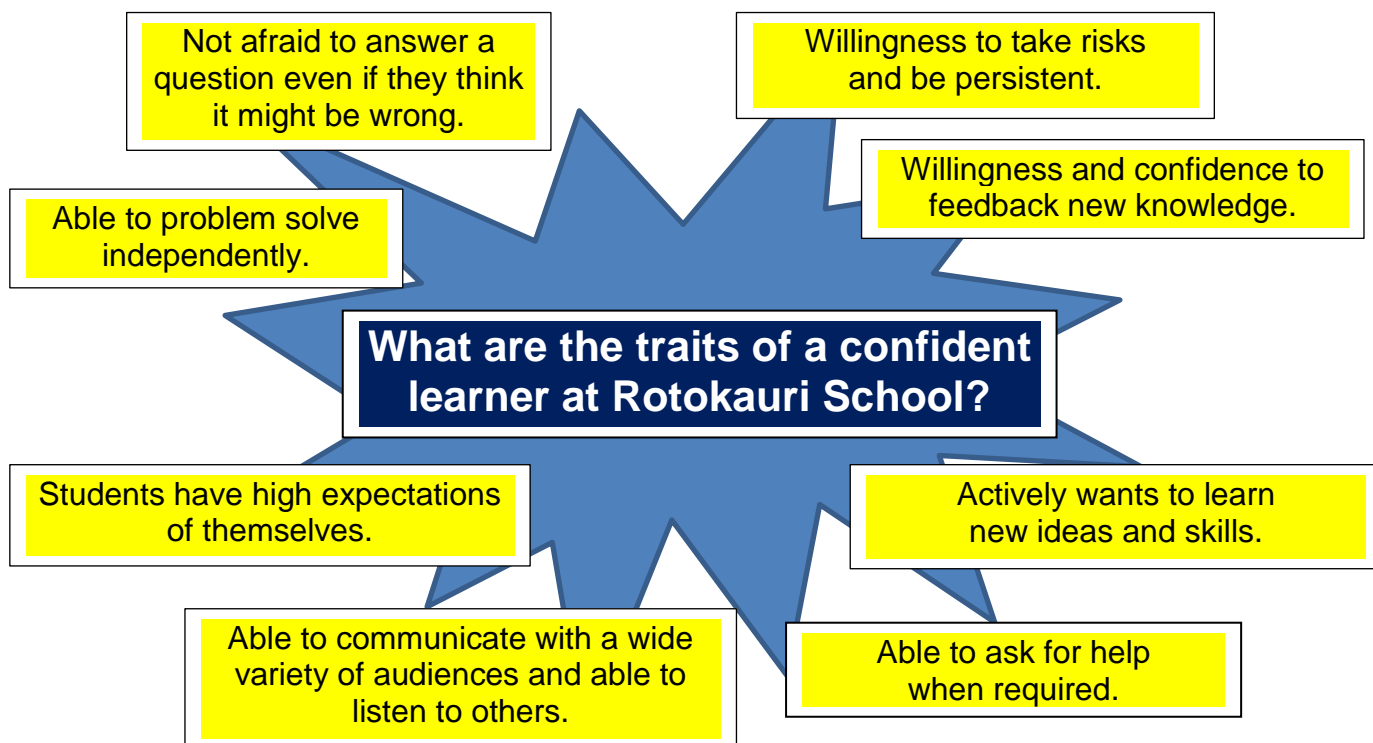 Not afraid to answer a
question even if they think
it might be wrong.
Willingness to take risks
and be persistent.
Willingness and confidence to
feedback new knowledge.
Able to problem solve
independently.
What are the traits of a confident
learner at Rotokauri School?
Students have high expectations
of themselves.
Actively wants to learn
new ideas and skills.
Able to communicate with a wide
variety of audiences and able to
listen to others.
Able to ask for help
when required.